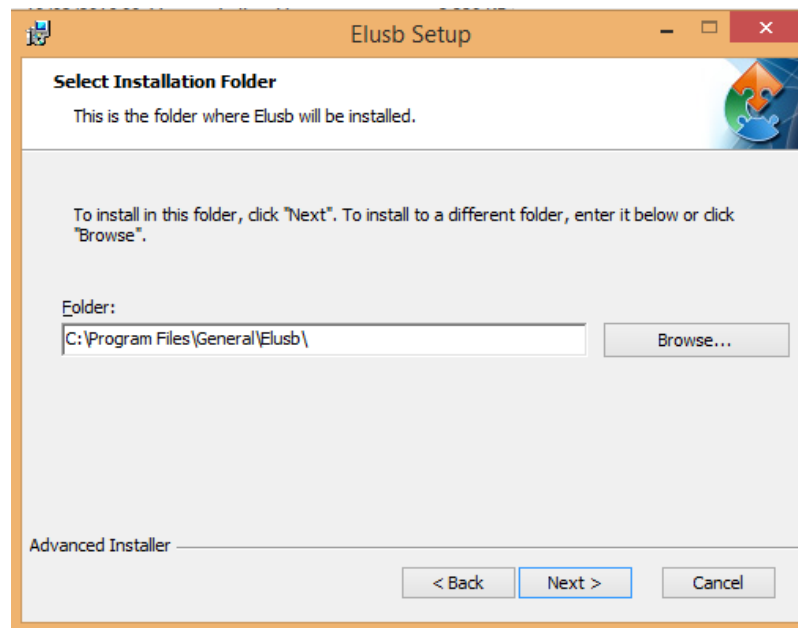 Elusb Setup
Select Installation Folder
This is the folder where Elusb will be installed.
To install in this folder, click "Next". To install to a different folder, enter it below or click
"Browse".
Folder:
C:\Program Files\General\Elusb\
Browse...
Advanced Installer
< Back
Next >
Cancel